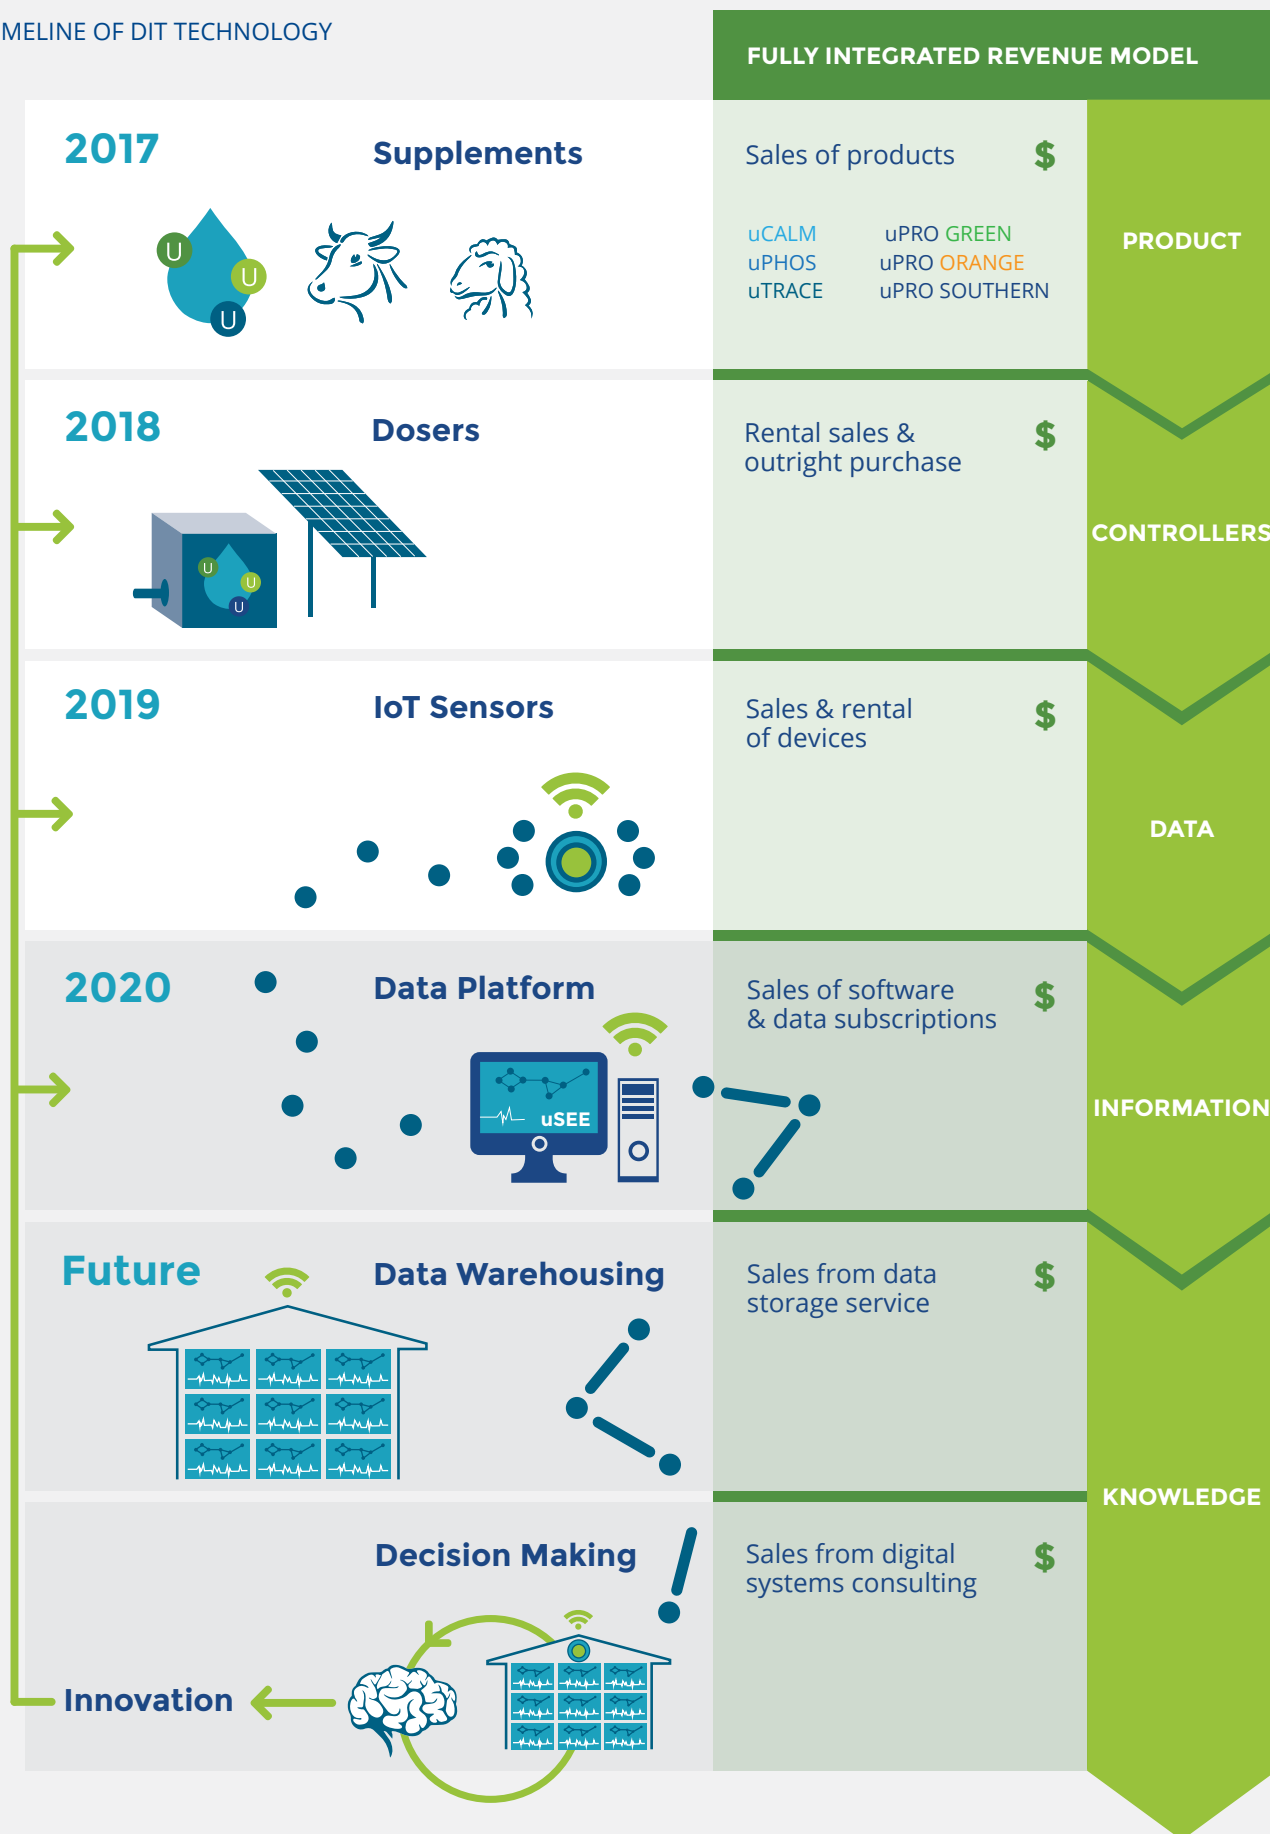 MELINE OF DIT TECHNOLOGY
FULLY INTEGRATED REVENUE MODEL
2017
Supplements
U
U
U
Sales of products
$
uCALM
uPRO GREEN
uPHOS
uPRO ORANGE
uTRACE
uPRO SOUTHERN
PRODUCT
2018
Dosers
U
U
U
Rental sales &
outright purchase
$
CONTROLLERS
2019
IoT Sensors
Sales & rental
of devices
$
DATA
2020
Data Platform
uSEE
Sales of software
& data subscriptions
$
INFORMATION
Future
Data Warehousing
Sales from data
storage service
$
KNOWLEDGE
Decision Making
Sales from digital
systems consulting
$
Innovation